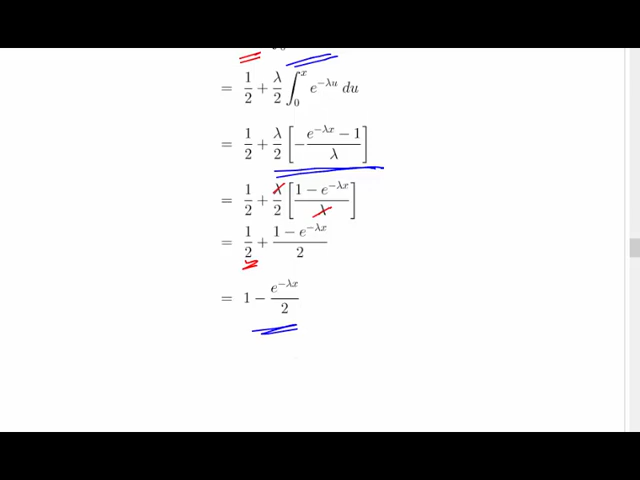 = 1/2 + λ/2 ∫₀ˣ e^{−λu} du
= 1/2 + λ/2 [−(e^{−λx} − 1)/λ]
= 1/2 + λ/2 [(1 − e^{−λx})/λ]
= 1/2 + (1 − e^{−λx})/2
= 1 − e^{−λx}/2